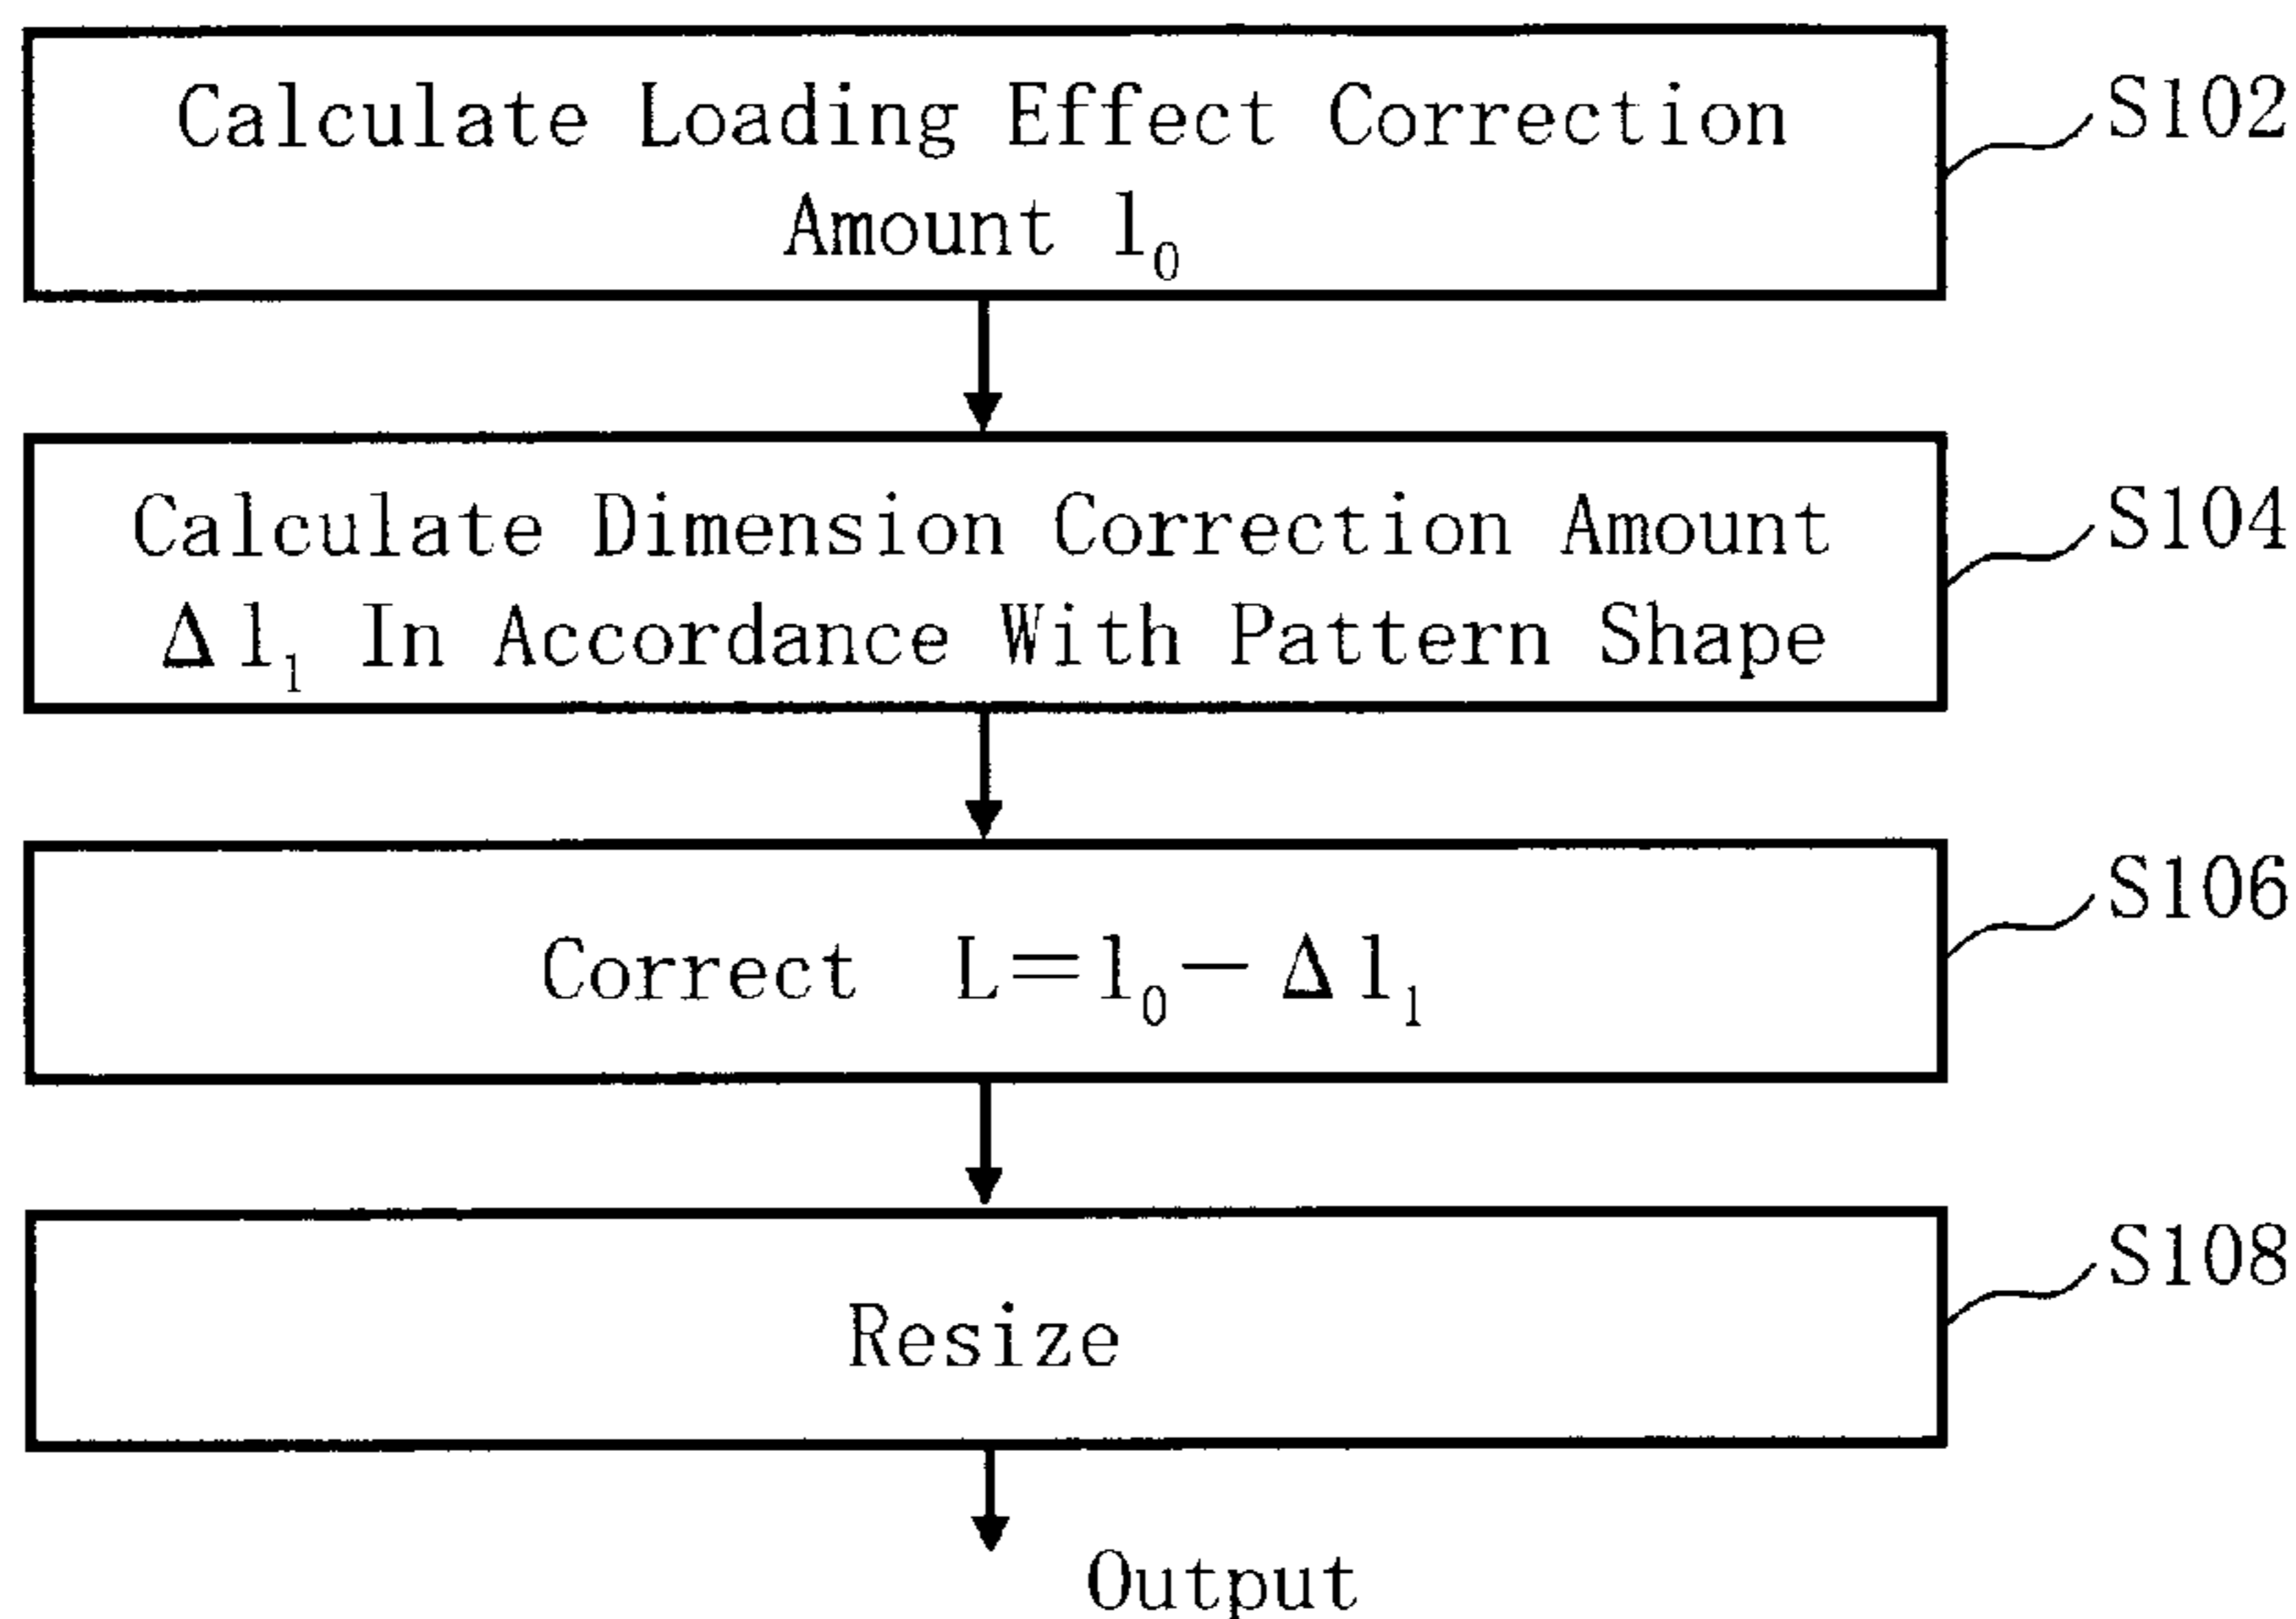 Calculate Loading Effect Correction
Amount l₀
S102
Calculate Dimension Correction Amount
Δl₁ In Accordance With Pattern Shape
S104
Correct L=l₀−Δl₁
S106
Resize
S108
Output